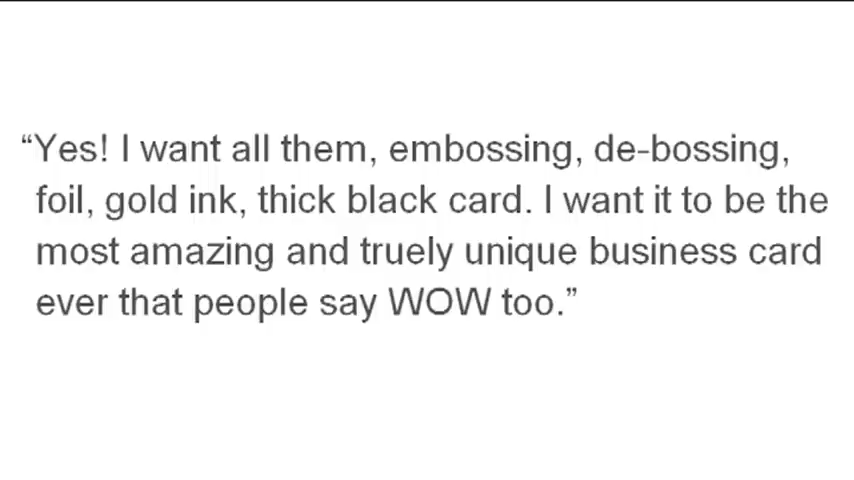 “Yes! I want all them, embossing, de-bossing,
foil, gold ink, thick black card. I want it to be the
most amazing and truely unique business card
ever that people say WOW too.”